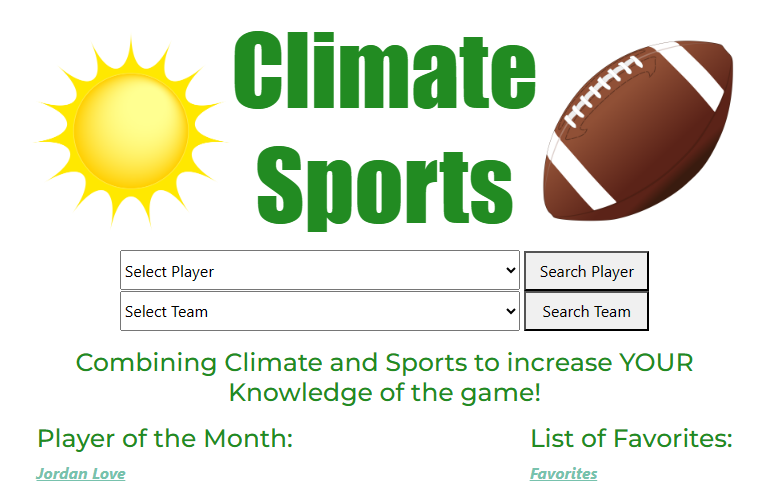 Climate
Sports
Select Player
Search Player
Select Team
Search Team
Combining Climate and Sports to increase YOUR
Knowledge of the game!
Player of the Month:
List of Favorites:
Jordan Love
Favorites